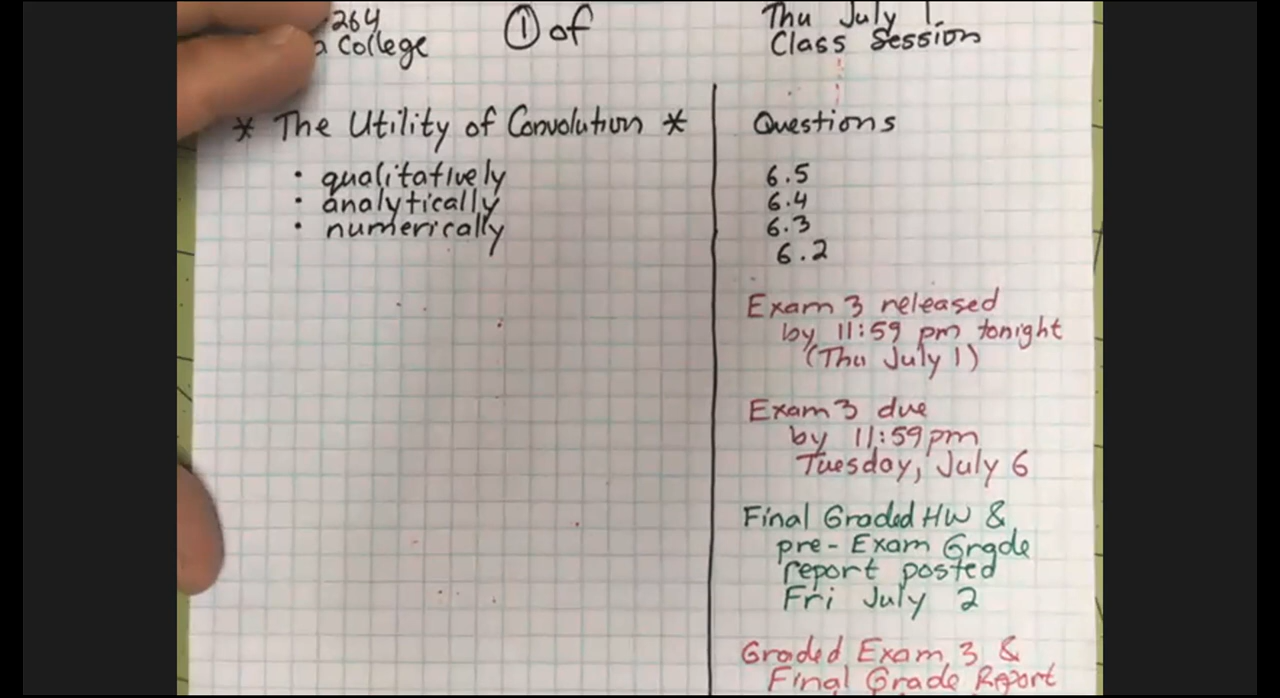 264
College
① of
Thu July 1.
Class Session
* The Utility of Convolution *
• qualitatively
• analytically
• numerically
Questions
6.5
6.4
6.3
6.2
Exam 3 released
by 11:59 pm tonight
(Thu July 1)
Exam 3 due
by 11:59pm
Tuesday, July 6
Final Graded HW &
pre-Exam Grade
report posted
Fri July 2
Graded Exam 3 &
Final Grade Report